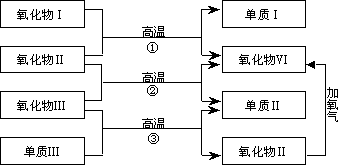 氧化物Ⅰ
高温
①
单质Ⅰ
氧化物Ⅱ
高温
②
氧化物Ⅵ
氧化物Ⅲ
高温
③
单质Ⅱ
加氧气
单质Ⅲ
氧化物Ⅱ